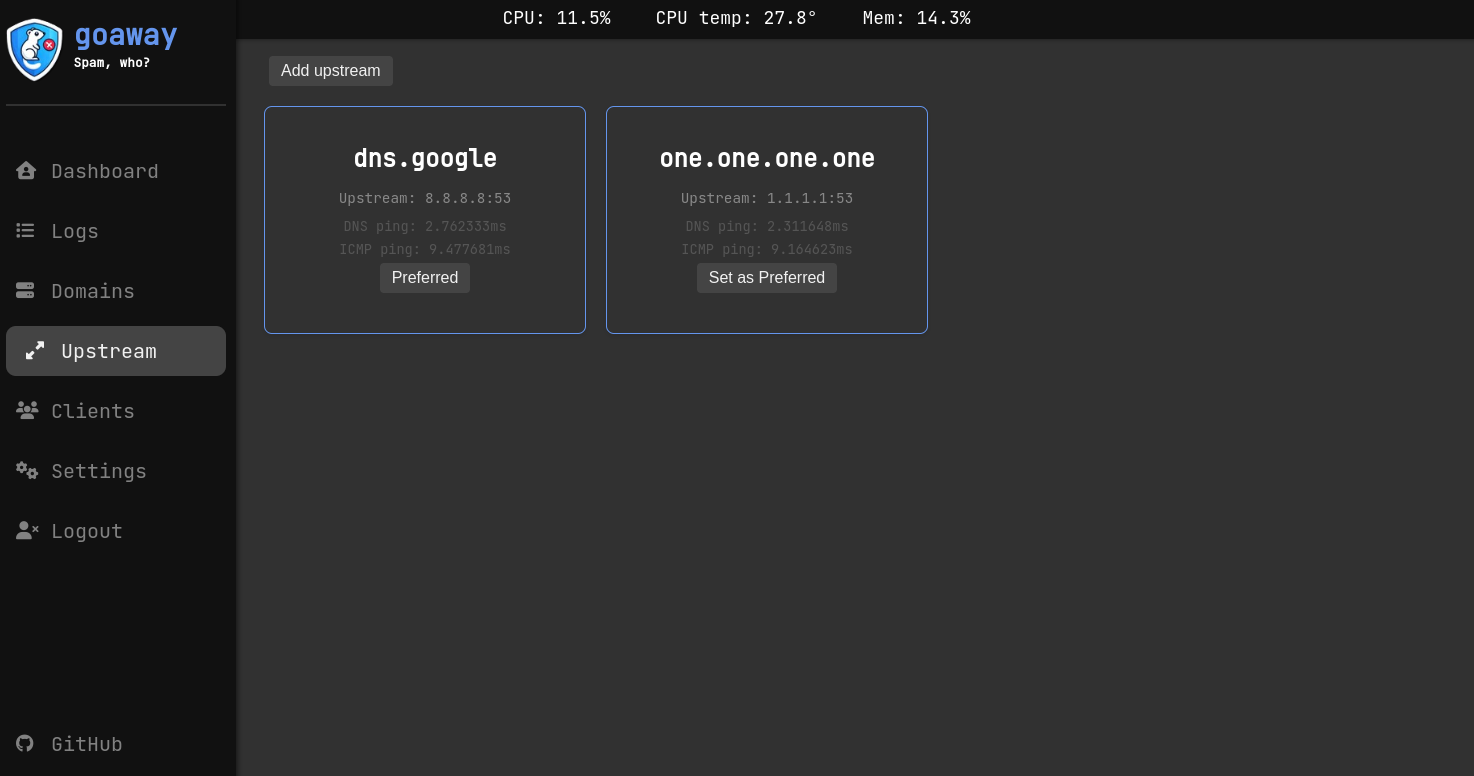 goaway
Spam, who?
CPU: 11.5% CPU temp: 27.8° Mem: 14.3%
Dashboard
Logs
Domains
Upstream
Clients
Settings
Logout
GitHub
Add upstream
dns.google
Upstream: 8.8.8.8:53
DNS ping: 2.762333ms
ICMP ping: 9.477681ms
Preferred
one.one.one.one
Upstream: 1.1.1.1:53
DNS ping: 2.311648ms
ICMP ping: 9.164623ms
Set as Preferred